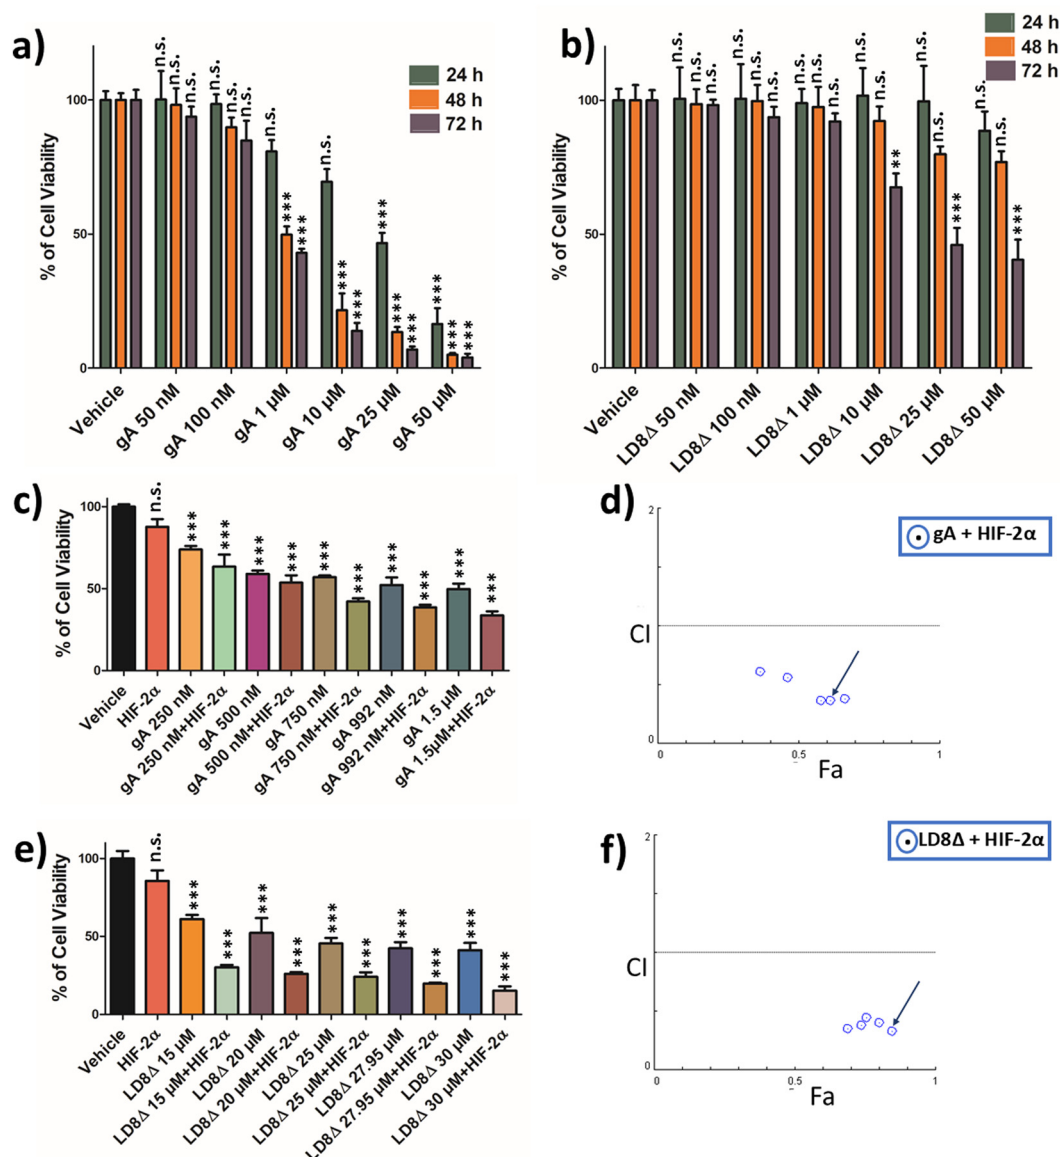 a)
% of Cell Viability
100
50
0
24 h
48 h
72 h
n.s.
n.s.
n.s.
n.s.
n.s.
n.s.
n.s.
***
***
n.s.
***
***
***
***
***
***
***
***
Vehicle
gA 50 nM
gA 100 nM
gA 1 µM
gA 10 µM
gA 25 µM
gA 50 µM
b)
% of Cell Viability
100
50
0
24 h
48 h
72 h
n.s.
n.s.
n.s.
n.s.
n.s.
n.s.
n.s.
n.s.
n.s.
n.s.
n.s.
**
n.s.
n.s.
***
n.s.
n.s.
***
Vehicle
LD8Δ 50 nM
LD8Δ 100 nM
LD8Δ 1 µM
LD8Δ 10 µM
LD8Δ 25 µM
LD8Δ 50 µM
c)
% of Cell Viability
100
50
0
n.s.
***
***
***
***
***
***
***
***
***
***
Vehicle
HIF-2α
gA 250 nM
gA 250 nM+HIF-2α
gA 500 nM
gA 500 nM+HIF-2α
gA 750 nM
gA 750 nM+HIF-2α
gA 992 nM
gA 992 nM+HIF-2α
gA 1.5 µM
gA 1.5µM+HIF-2α
d)
gA + HIF-2α
2
CI
0
0
0.5
1
Fa
e)
% of Cell Viability
100
50
0
n.s.
***
***
***
***
***
***
***
***
***
***
Vehicle
HIF-2α
LD8Δ 15 µM
LD8Δ 15 µM+HIF-2α
LD8Δ 20 µM
LD8Δ 20 µM+HIF-2α
LD8Δ 25 µM
LD8Δ 25 µM+HIF-2α
LD8Δ 27.95 µM
LD8Δ 27.95 µM+HIF-2α
LD8Δ 30 µM
LD8Δ 30 µM+HIF-2α
f)
LD8Δ + HIF-2α
2
CI
0
0
0.5
1
Fa